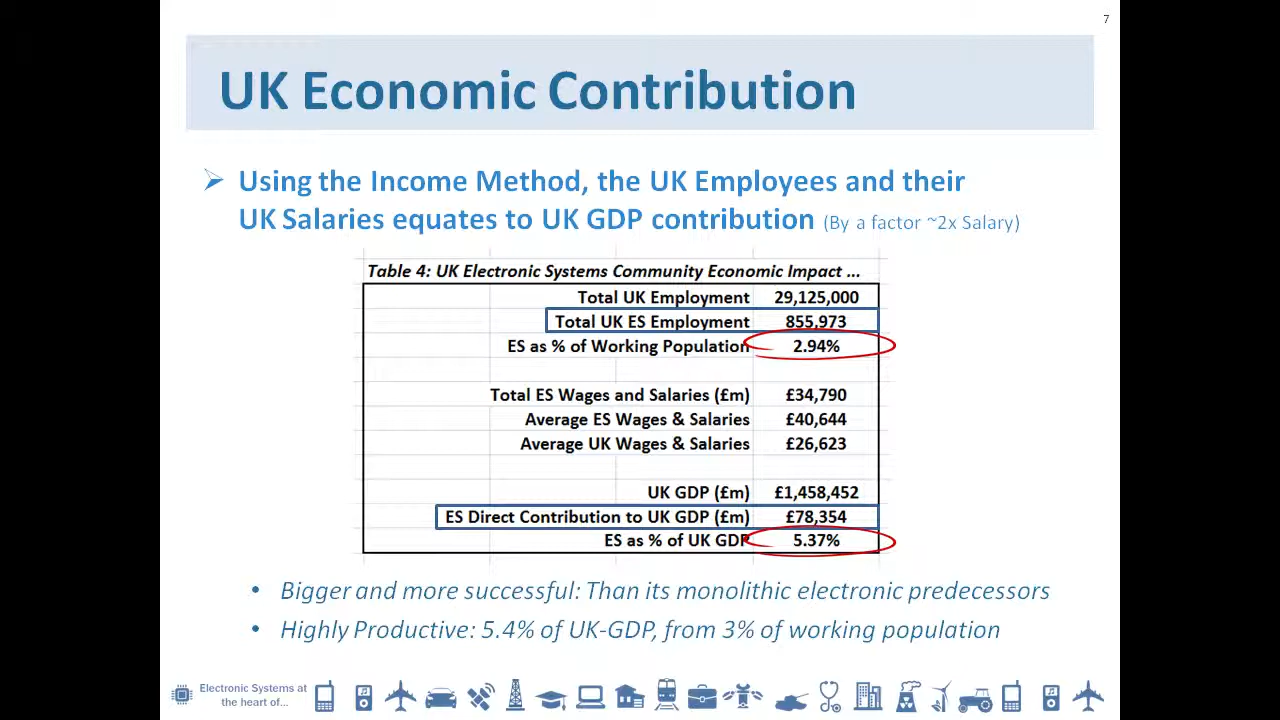 7
UK Economic Contribution
Using the Income Method, the UK Employees and their
UK Salaries equates to UK GDP contribution (By a factor ~2x Salary)
Table 4: UK Electronic Systems Community Economic Impact ...
Total UK Employment 29,125,000
Total UK ES Employment 855,973
ES as % of Working Population 2.94%
Total ES Wages and Salaries (£m) £34,790
Average ES Wages & Salaries £40,644
Average UK Wages & Salaries £26,623
UK GDP (£m) £1,458,452
ES Direct Contribution to UK GDP (£m) £78,354
ES as % of UK GDP 5.37%
• Bigger and more successful: Than its monolithic electronic predecessors
• Highly Productive: 5.4% of UK-GDP, from 3% of working population
Electronic Systems at
the heart of...